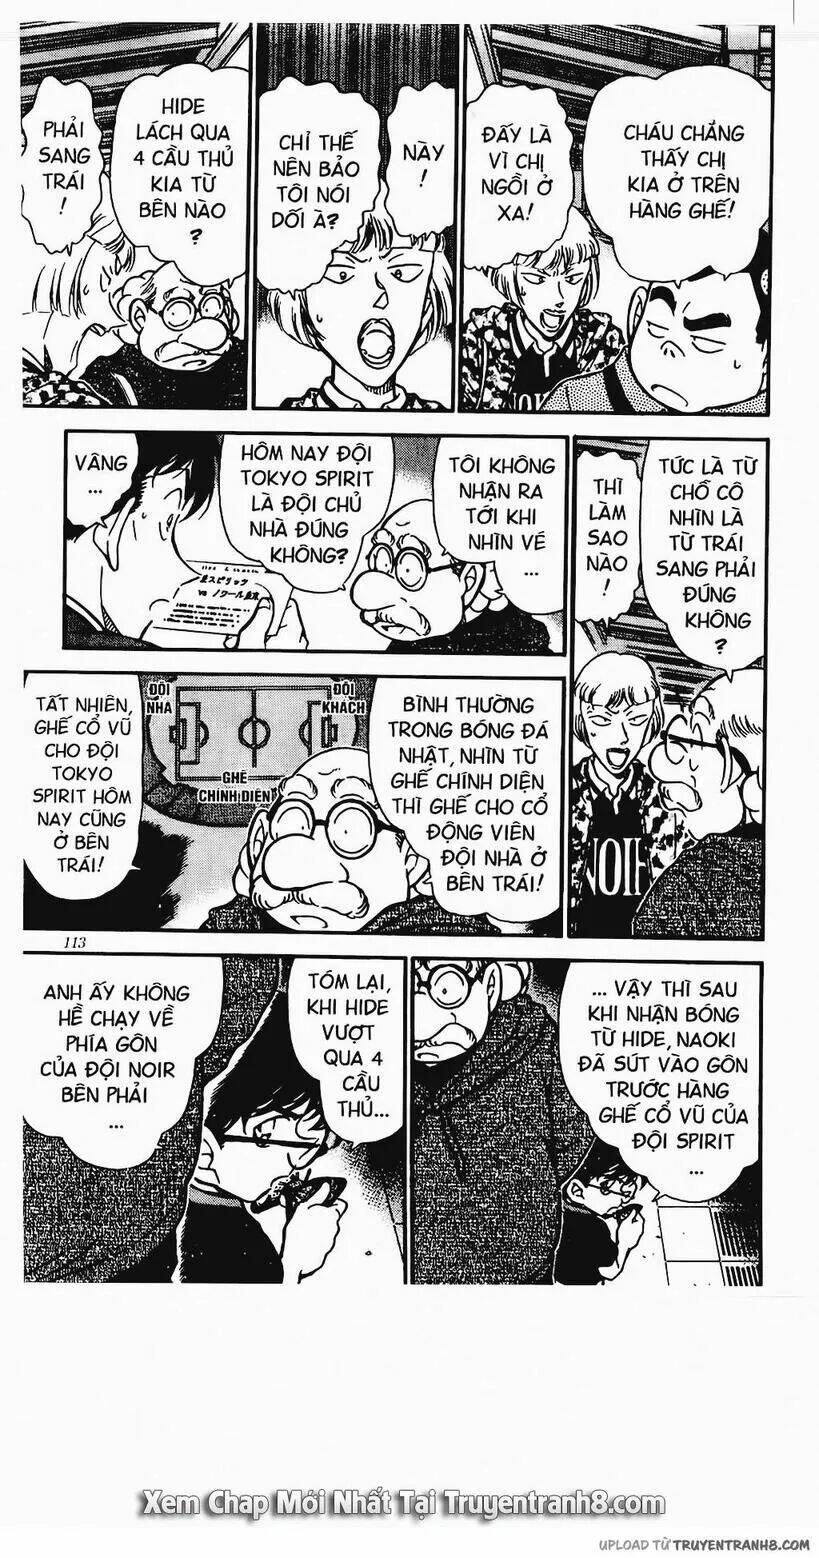 CHÁU CHẲNG
THẤY CHỊ
KIA Ở TRÊN
HÀNG GHẾ!
ĐẤY LÀ
VÌ CHỊ
NGỒI Ở
XA!
NÀY
!
CHỈ THẾ
NÊN BẢO
TÔI NÓI
DỐI À?
HIDE
LÁCH QUA
4 CẦU THỦ
KIA TỪ
BÊN NÀO
?
PHẢI
SANG
TRÁI
!
TỨC LÀ TỪ
CHỖ CÔ
NHÌN LÀ
TỪ TRÁI
SANG PHẢI
ĐÚNG
KHÔNG
?
THÌ
LÀM
SAO
NÀO
!
NOIR
TÔI KHÔNG
NHẬN RA
TỚI KHI
NHÌN VÉ
...
HÔM NAY ĐỘI
TOKYO SPIRIT
LÀ ĐỘI CHỦ
NHÀ ĐÚNG
KHÔNG?
VÂNG
...
BÌNH THƯỜNG
TRONG BÓNG ĐÁ
NHẬT, NHÌN TỪ
GHẾ CHÍNH DIỆN
THÌ GHẾ CHO CỔ
ĐỘNG VIÊN
ĐỘI NHÀ Ở
BÊN TRÁI!
ĐỘI
KHÁCH
ĐỘI
NHÀ
GHẾ
CHÍNH DIỆN
TẤT NHIÊN,
GHẾ CỔ VŨ
CHO ĐỘI
TOKYO
SPIRIT HÔM
NAY CŨNG
Ở BÊN
TRÁI!
113
... VẬY THÌ SAU
KHI NHẬN BÓNG
TỪ HIDE, NAOKI
ĐÃ SÚT VÀO GÔN
TRƯỚC HÀNG
GHẾ CỔ VŨ CỦA
ĐỘI SPIRIT
...
TÓM LẠI,
KHI HIDE
VƯỢT
QUA 4
CẦU
THỦ...
ANH ẤY KHÔNG
HỀ CHẠY VỀ
PHÍA GÔN
CỦA ĐỘI NOIR
BÊN PHẢI
...
Xem Chap Mới Nhất Tại Truyentranh8.com
UPLOAD TỪ TRUYENTRANH8.COM